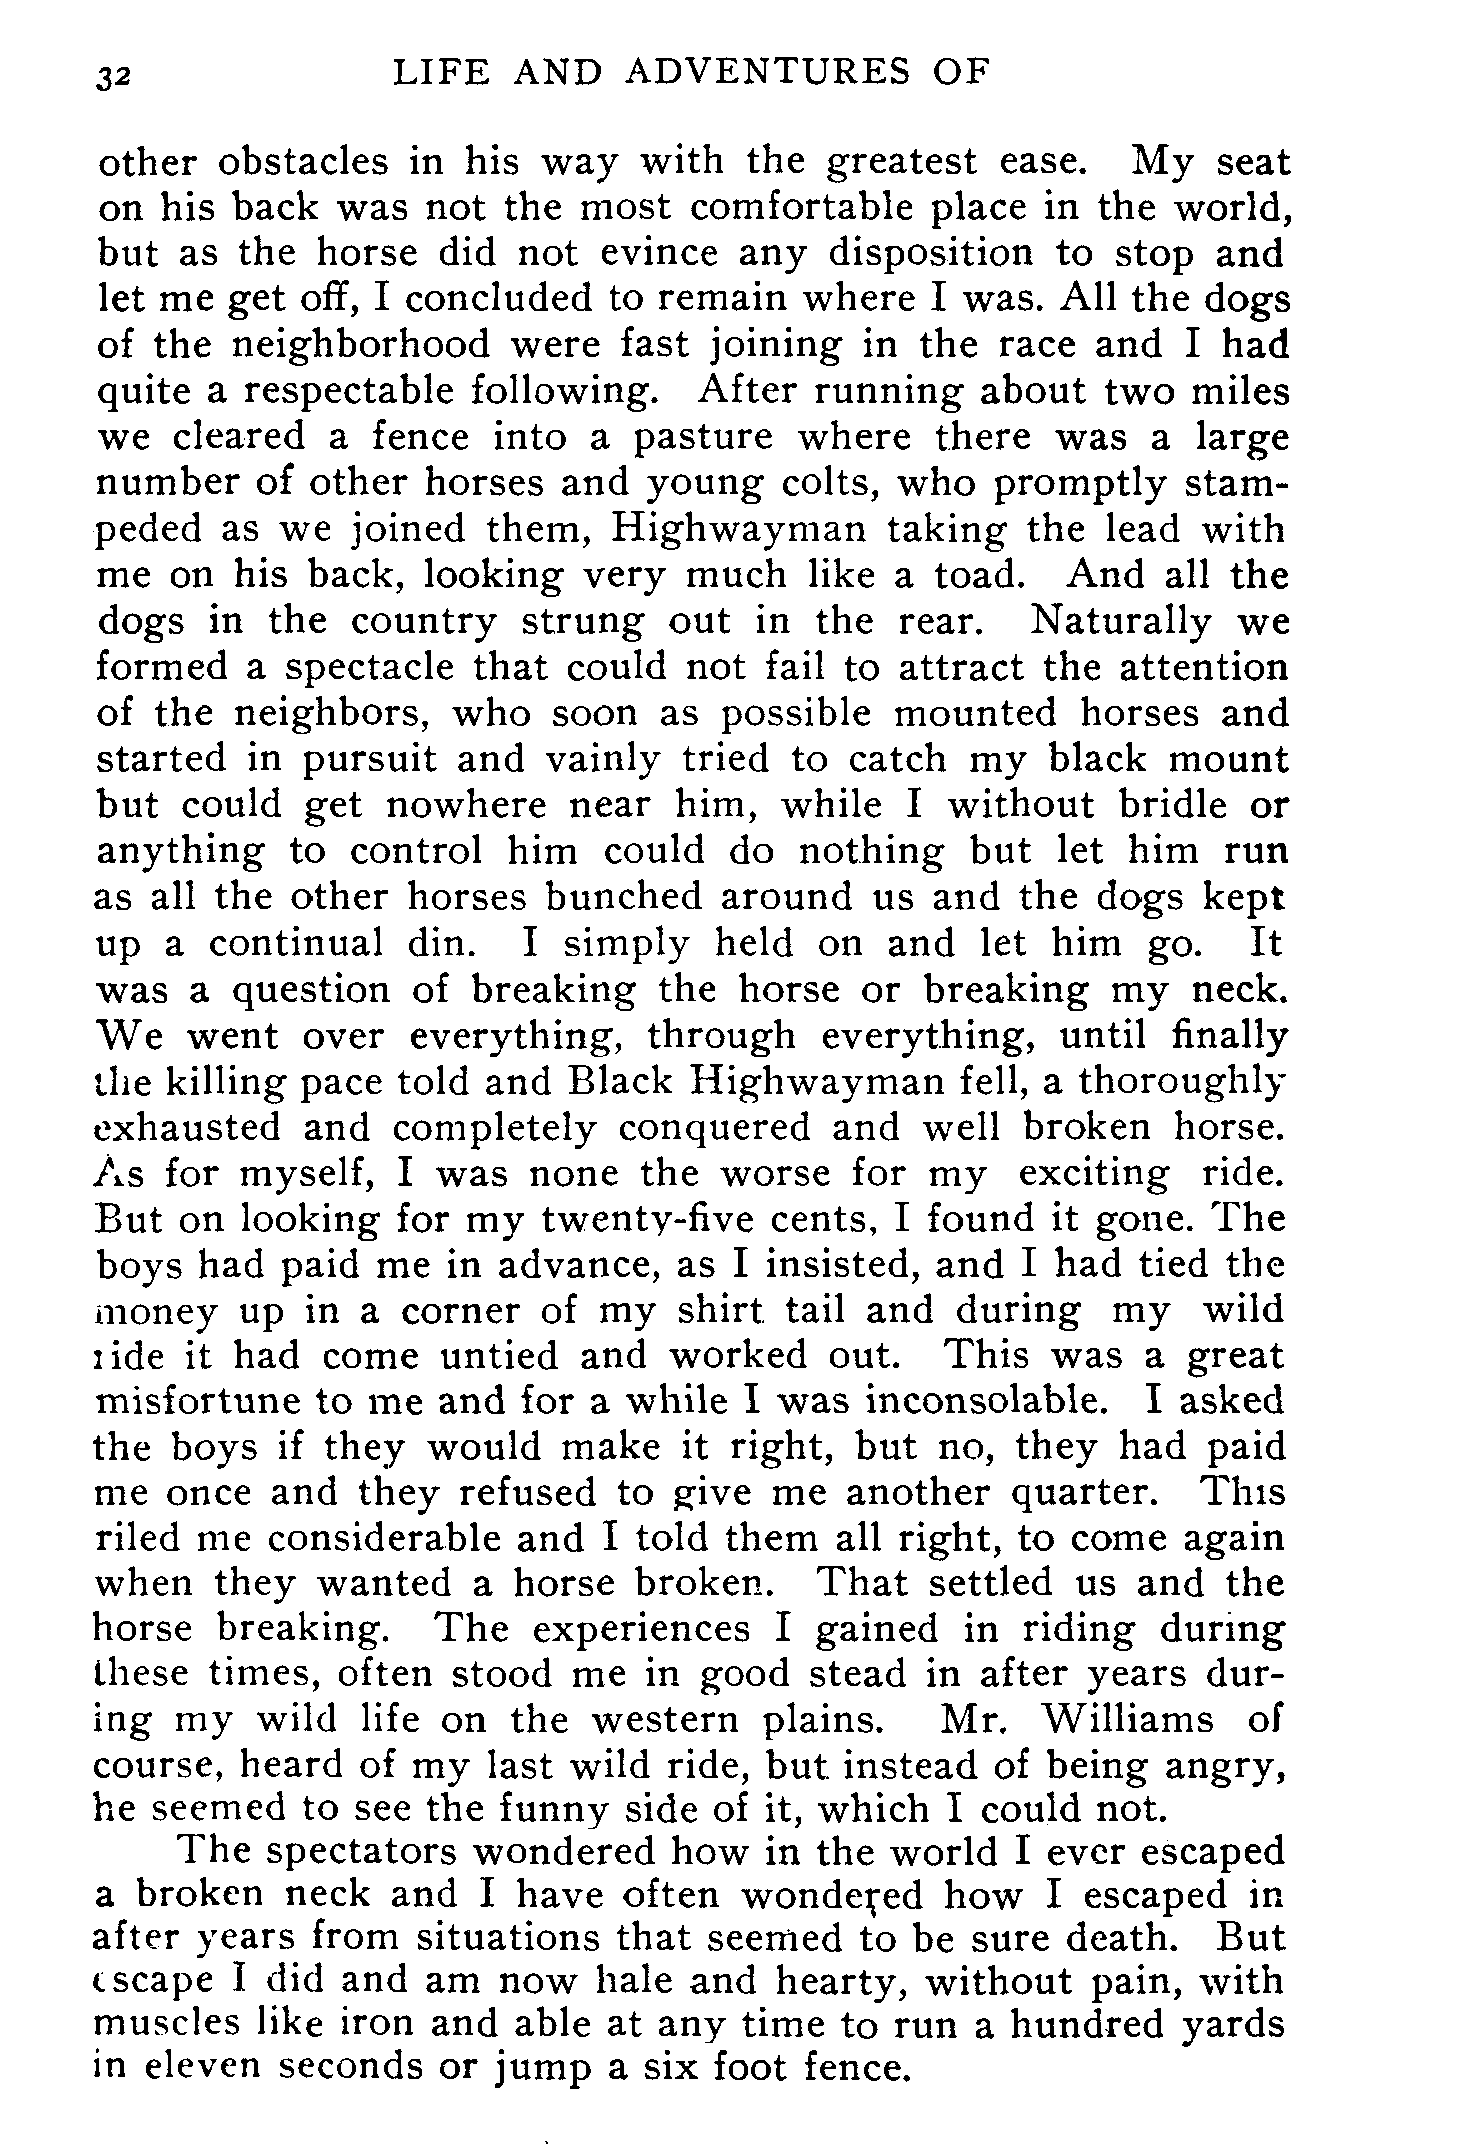 32 LIFE AND ADVENTURES OF
other obstacles in his way with the greatest ease. My seat
on his back was not the most comfortable place in the world,
but as the horse did not evince any disposition to stop and
let me get off, I concluded to remain where I was. All the dogs
of the neighborhood were fast joining in the race and I had
quite a respectable following. After running about two miles
we cleared a fence into a pasture where there was a large
number of other horses and young colts, who promptly stam-
peded as we joined them, Highwayman taking the lead with
me on his back, looking very much like a toad. And all the
dogs in the country strung out in the rear. Naturally we
formed a spectacle that could not fail to attract the attention
of the neighbors, who soon as possible mounted horses and
started in pursuit and vainly tried to catch my black mount
but could get nowhere near him, while I without bridle or
anything to control him could do nothing but let him run
as all the other horses bunched around us and the dogs kept
up a continual din. I simply held on and let him go. It
was a question of breaking the horse or breaking my neck.
We went over everything, through everything, until finally
the killing pace told and Black Highwayman fell, a thoroughly
exhausted and completely conquered and well broken horse.
As for myself, I was none the worse for my exciting ride.
But on looking for my twenty-five cents, I found it gone. The
boys had paid me in advance, as I insisted, and I had tied the
money up in a corner of my shirt tail and during my wild
ride it had come untied and worked out. This was a great
misfortune to me and for a while I was inconsolable. I asked
the boys if they would make it right, but no, they had paid
me once and they refused to give me another quarter. This
riled me considerable and I told them all right, to come again
when they wanted a horse broken. That settled us and the
horse breaking. The experiences I gained in riding during
these times, often stood me in good stead in after years dur-
ing my wild life on the western plains. Mr. Williams of
course, heard of my last wild ride, but instead of being angry,
he seemed to see the funny side of it, which I could not.
The spectators wondered how in the world I ever escaped
a broken neck and I have often wondered how I escaped in
after years from situations that seemed to be sure death. But
escape I did and am now hale and hearty, without pain, with
muscles like iron and able at any time to run a hundred yards
in eleven seconds or jump a six foot fence.